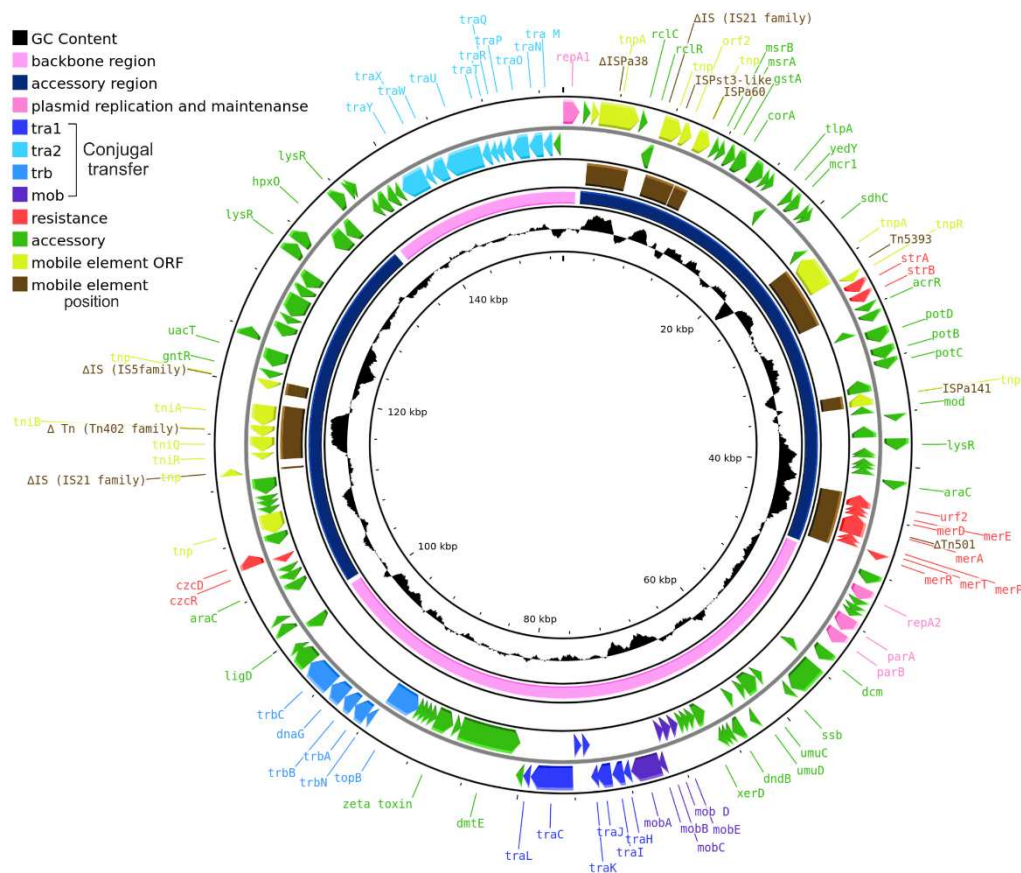 GC Content
backbone region
accessory region
plasmid replication and maintenanse
tra1
tra2
trb
mob
Conjugal
transfer
resistance
accessory
mobile element ORF
mobile element
position
repA1
tnpA
ΔISPa38
rclC
rclR
ΔIS (IS21 family)
tnp
ISPst3-like
orf2
tnp
ISPa60
msrB
msrA
gstA
corA
tlpA
yedY
mcr1
sdhC
tnpA
Tn5393
tnpR
strA
strB
acrR
potD
potB
potC
tnp
ISPa141
mod
lysR
araC
urf2
merD
merE
ΔTn501
merA
merR
merT
merP
repA2
parA
parB
dcm
ssb
umuC
umuD
dndB
xerD
mob D
mobE
mobB
mobC
mobA
traH
traI
traJ
traK
traC
traL
dmtE
zeta toxin
topB
trbN
trbA
trbB
dnaG
trbC
ligD
araC
czcR
czcD
tnp
ΔIS (IS21 family)
tnp
tniR
tniQ
Δ Tn (Tn402 family)
tniB
tniA
ΔIS (IS5family)
tnp
gntR
uacT
lysR
hpxO
lysR
traY
traX
traW
traU
traT
traR
traQ
traP
traO
traN
tra M
20 kbp
40 kbp
60 kbp
80 kbp
100 kbp
120 kbp
140 kbp